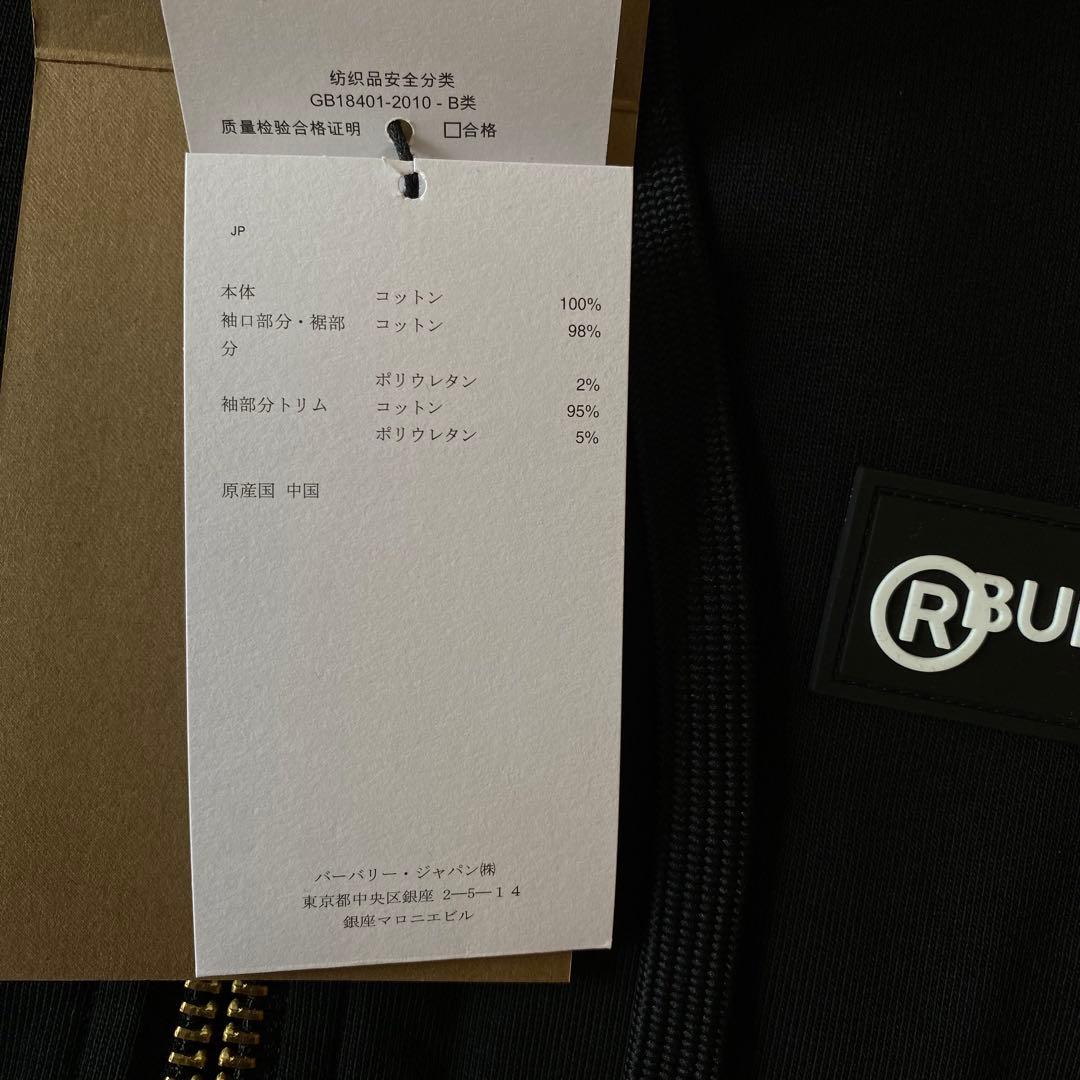 纺织品安全分类
GB18401-2010 - B类
质量检验合格证明 □合格
JP
本体 コットン 100%
袖口部分・裾部 コットン 98%
分
ポリウレタン 2%
袖部分トリム コットン 95%
ポリウレタン 5%
原産国 中国
バーバリー・ジャパン㈱
東京都中央区銀座 2—5—14
銀座マロニエビル
®BU